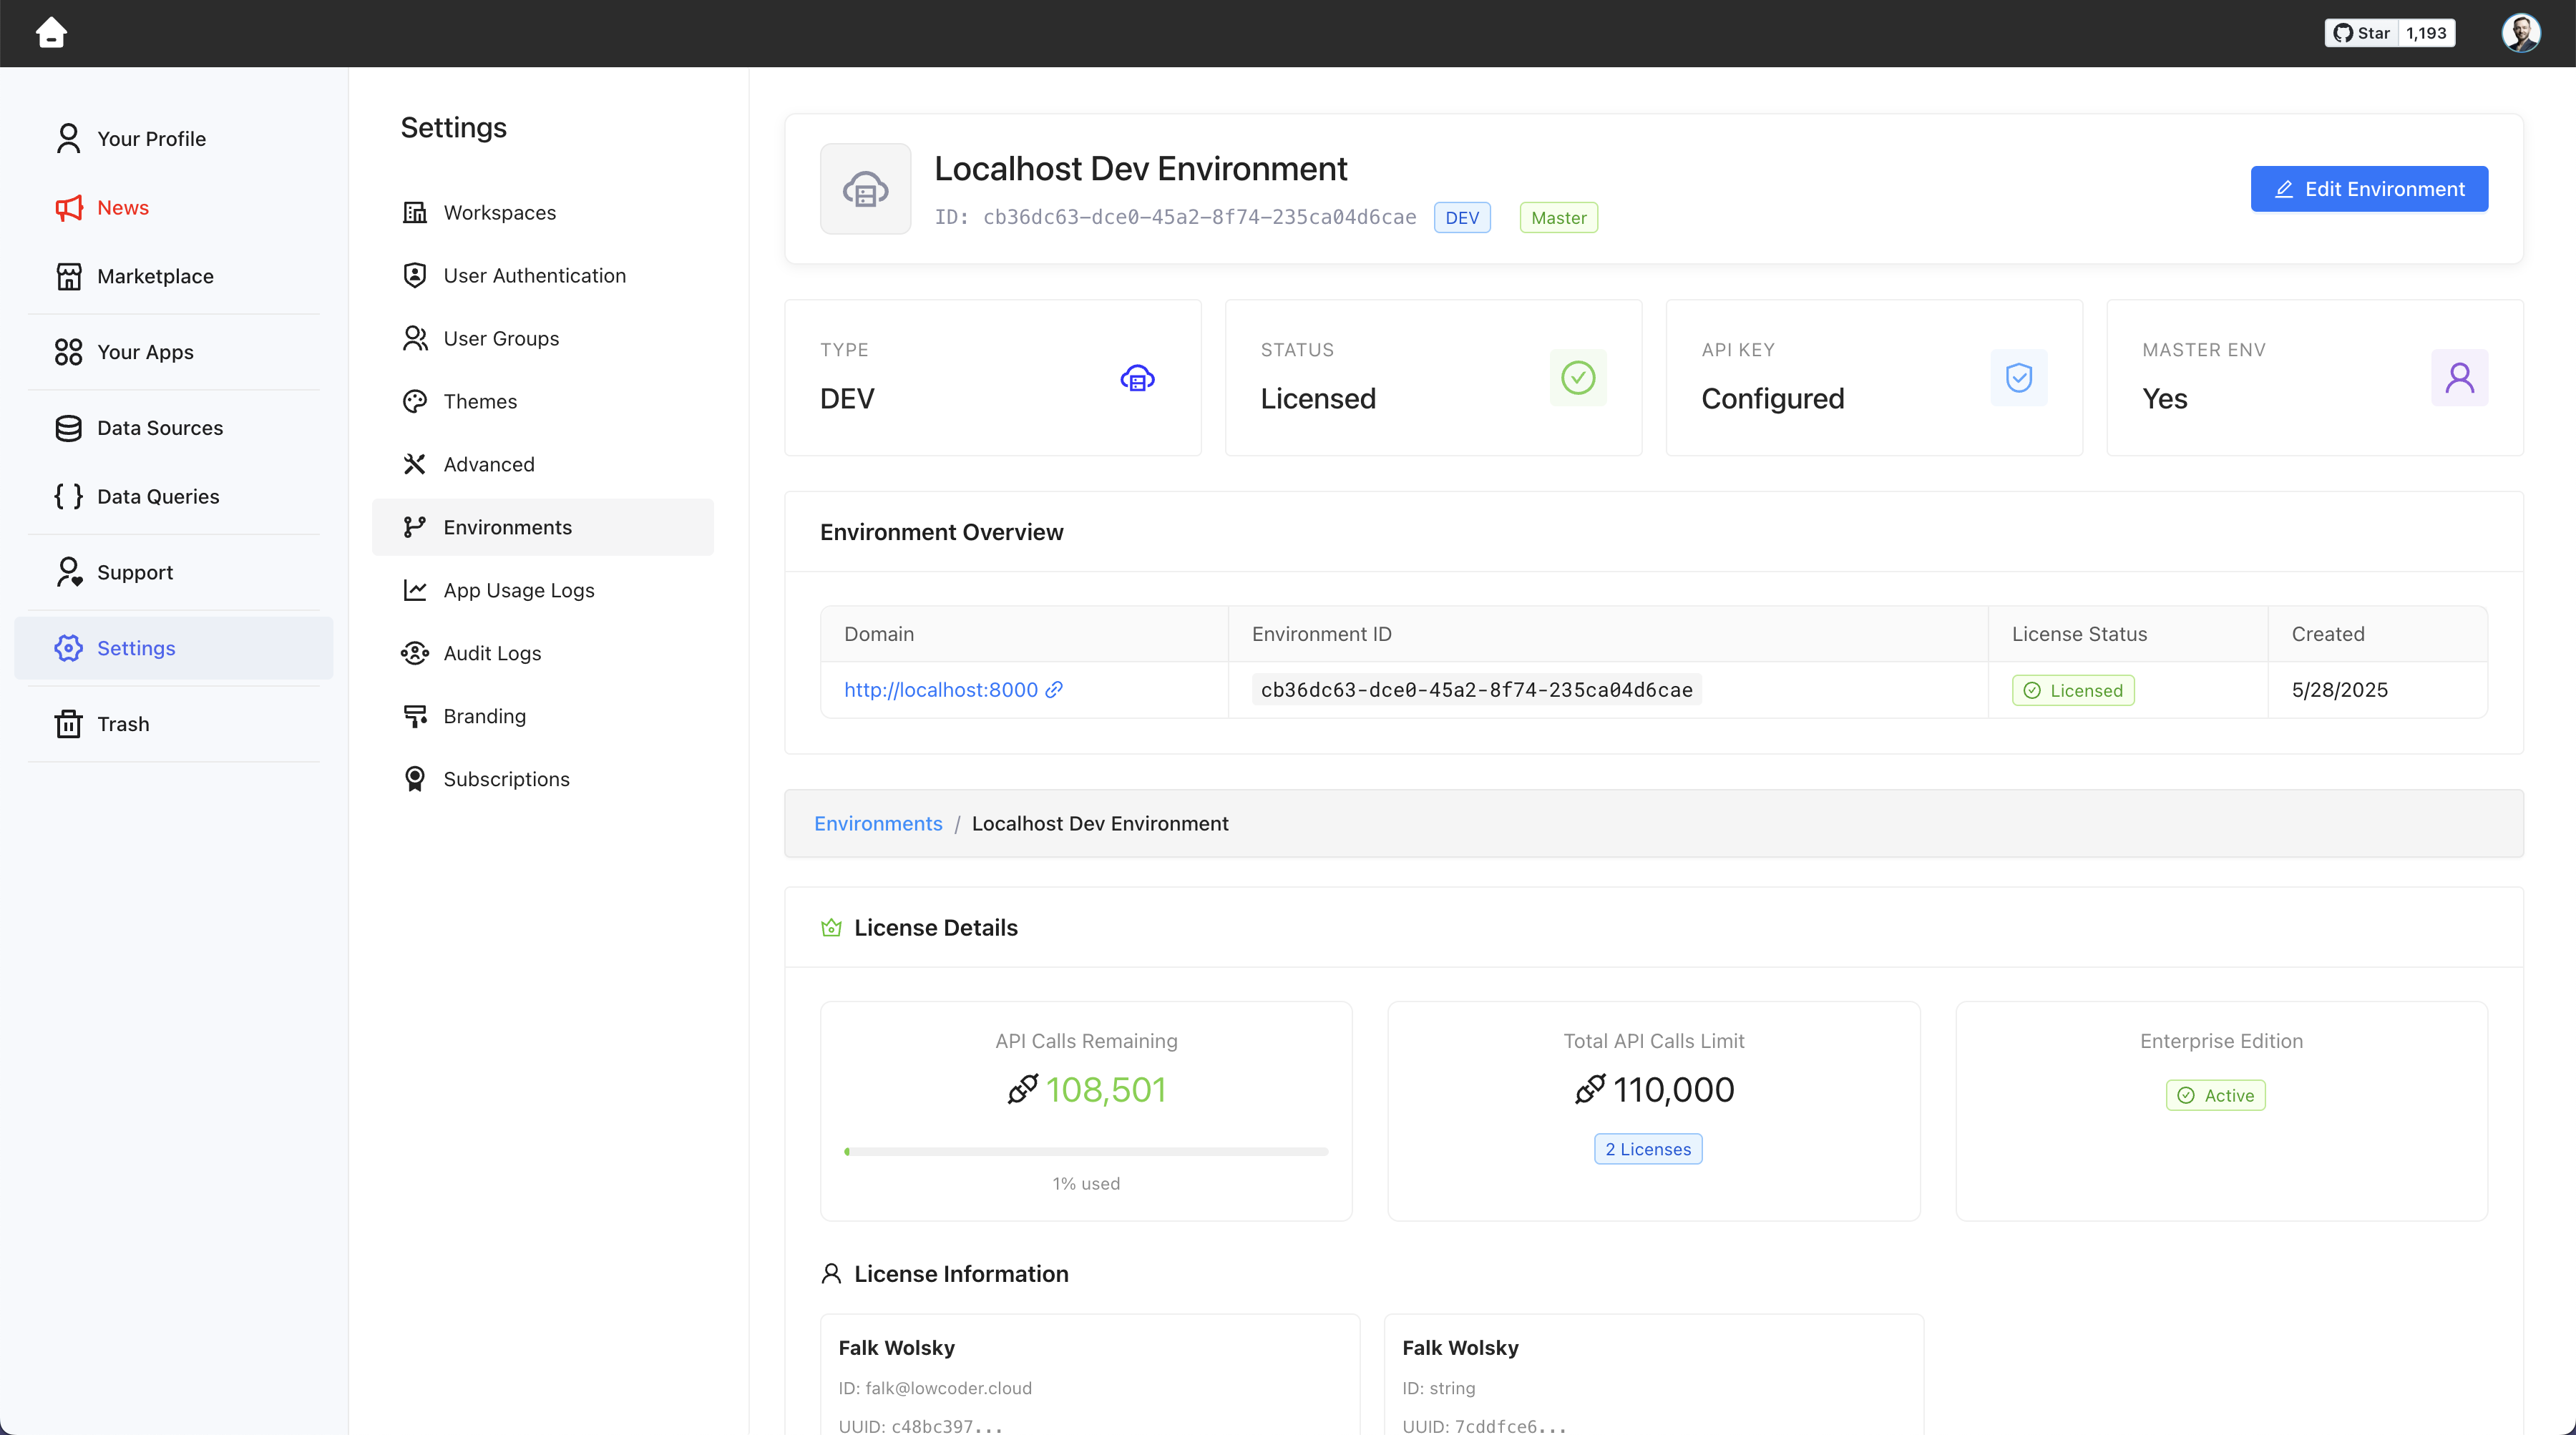 Star 1,193
Your Profile
News
Marketplace
Your Apps
Data Sources
Data Queries
Support
Settings
Trash
Settings
Workspaces
User Authentication
User Groups
Themes
Advanced
Environments
App Usage Logs
Audit Logs
Branding
Subscriptions
Localhost Dev Environment
ID: cb36dc63-dce0-45a2-8f74-235ca04d6cae DEV Master
Edit Environment
TYPE
DEV
STATUS
Licensed
API KEY
Configured
MASTER ENV
Yes
Environment Overview
Domain Environment ID License Status Created
http://localhost:8000 cb36dc63-dce0-45a2-8f74-235ca04d6cae Licensed 5/28/2025
Environments / Localhost Dev Environment
License Details
API Calls Remaining
108,501
1% used
Total API Calls Limit
110,000
2 Licenses
Enterprise Edition
Active
License Information
Falk Wolsky
ID: falk@lowcoder.cloud
UUID: c48bc397...
Falk Wolsky
ID: string
UUID: 7cddfce6...